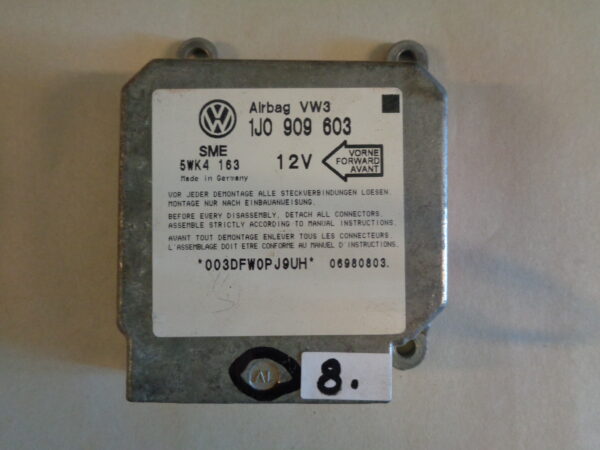 Airbag VW3
1J0 909 603
SME
5WK4 163
Made in Germany
12V
VORNE
FORWARD
AVANT
VOR JEDER DEMONTAGE ALLE STECKVERBINDUNGEN LOESEN.
MONTAGE NUR NACH EINBAUANWEISUNG.
BEFORE EVERY DISASSEMBLY, DETACH ALL CONNECTORS.
ASSEMBLE STRICTLY ACCORDING TO MANUAL INSTRUCTIONS.
AVANT TOUT DEMONTAGE ENLEVER TOUS LES CONNECTEURS.
L'ASSEMBLAGE DOIT ETRE CONFORME AU MANUEL D'INSTRUCTIONS.
*003DFW0PJ9UH* 06980803.
8.